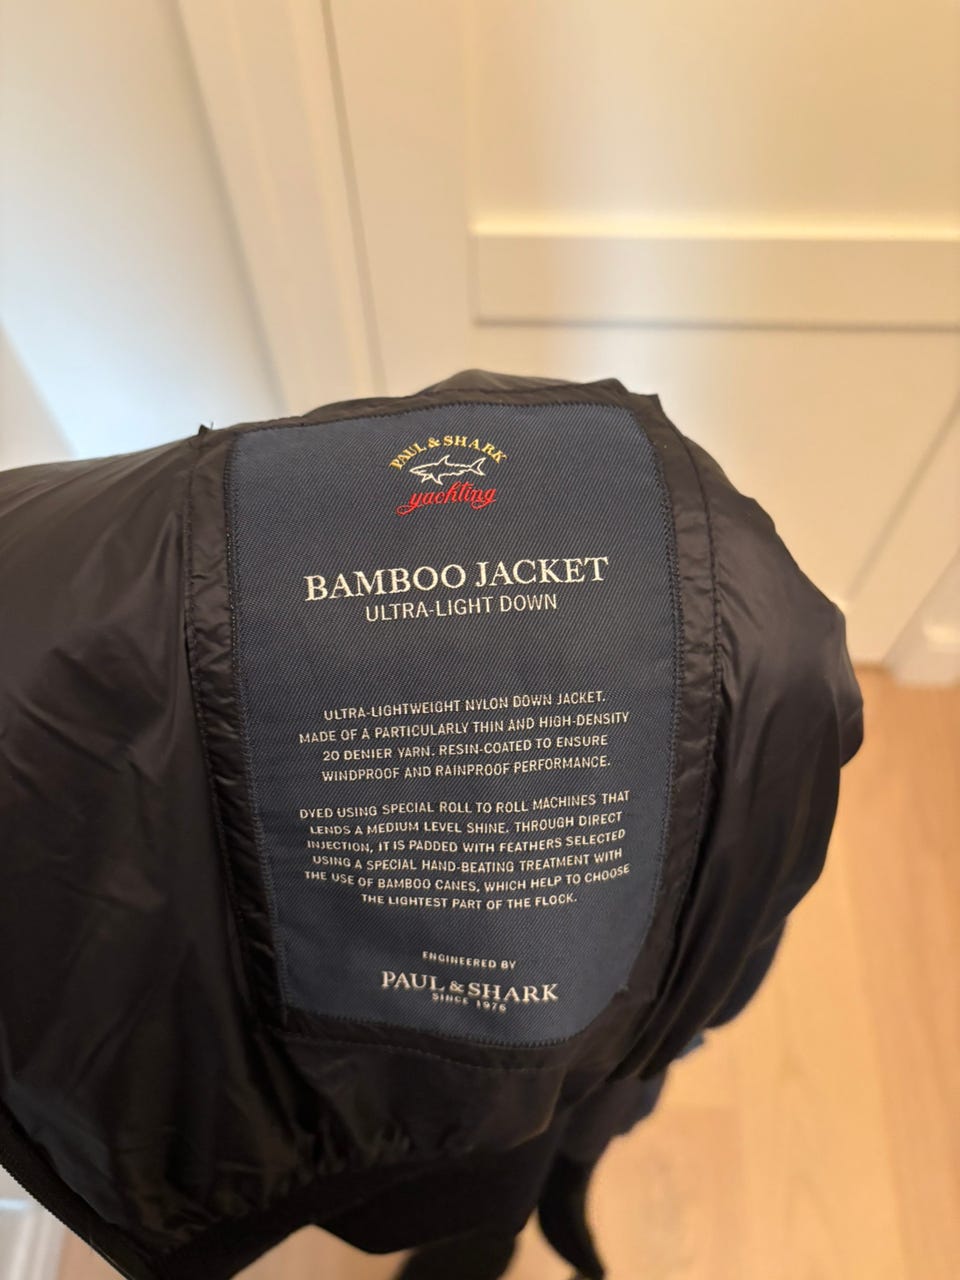 PAUL & SHARK
yachting
BAMBOO JACKET
ULTRA-LIGHT DOWN
ULTRA-LIGHTWEIGHT NYLON DOWN JACKET.
MADE OF A PARTICULARLY THIN AND HIGH-DENSITY
20 DENIER YARN. RESIN-COATED TO ENSURE
WINDPROOF AND RAINPROOF PERFORMANCE.
DYED USING SPECIAL ROLL TO ROLL MACHINES THAT
LENDS A MEDIUM LEVEL SHINE. THROUGH DIRECT
INJECTION, IT IS PADDED WITH FEATHERS SELECTED
USING A SPECIAL HAND-BEATING TREATMENT WITH
THE USE OF BAMBOO CANES, WHICH HELP TO CHOOSE
THE LIGHTEST PART OF THE FLOCK.
ENGINEERED BY
PAUL & SHARK
SINCE 1976